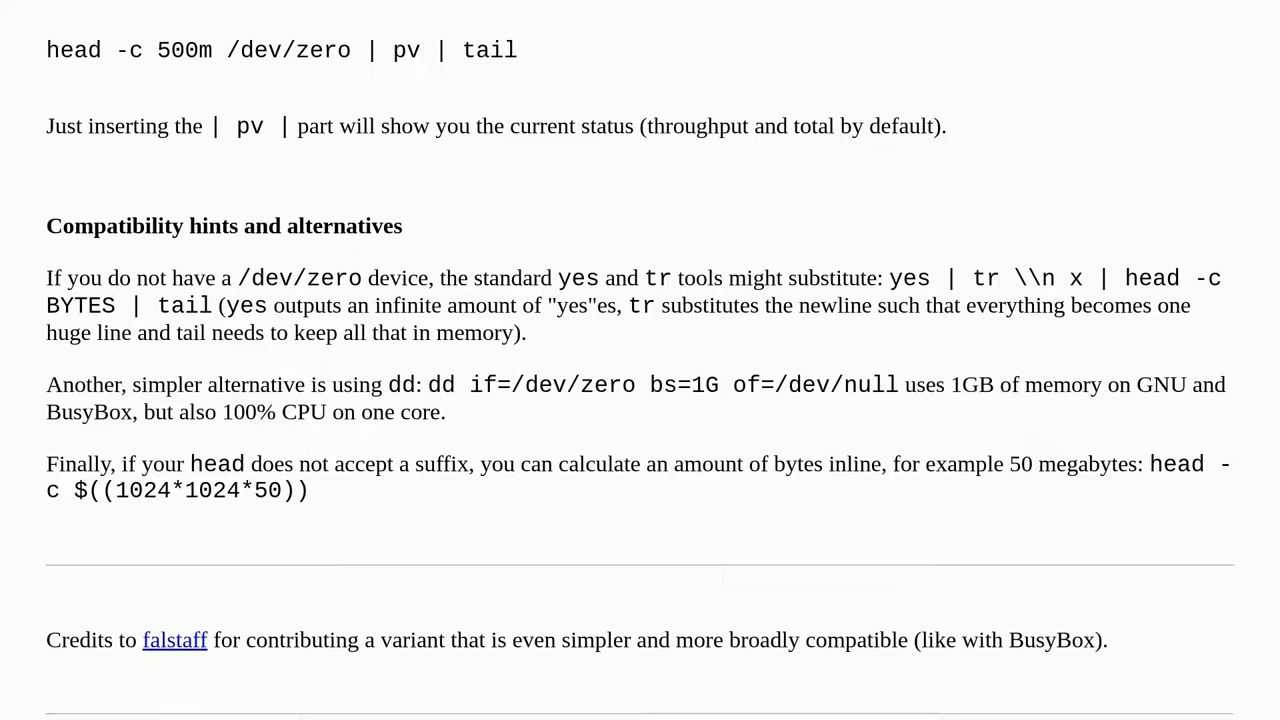 head -c 500m /dev/zero | pv | tail
Just inserting the | pv | part will show you the current status (throughput and total by default).
Compatibility hints and alternatives
If you do not have a /dev/zero device, the standard yes and tr tools might substitute: yes | tr \\n x | head -c
BYTES | tail (yes outputs an infinite amount of "yes"es, tr substitutes the newline such that everything becomes one
huge line and tail needs to keep all that in memory).
Another, simpler alternative is using dd: dd if=/dev/zero bs=1G of=/dev/null uses 1GB of memory on GNU and
BusyBox, but also 100% CPU on one core.
Finally, if your head does not accept a suffix, you can calculate an amount of bytes inline, for example 50 megabytes: head -
c $((1024*1024*50))
Credits to falstaff for contributing a variant that is even simpler and more broadly compatible (like with BusyBox).